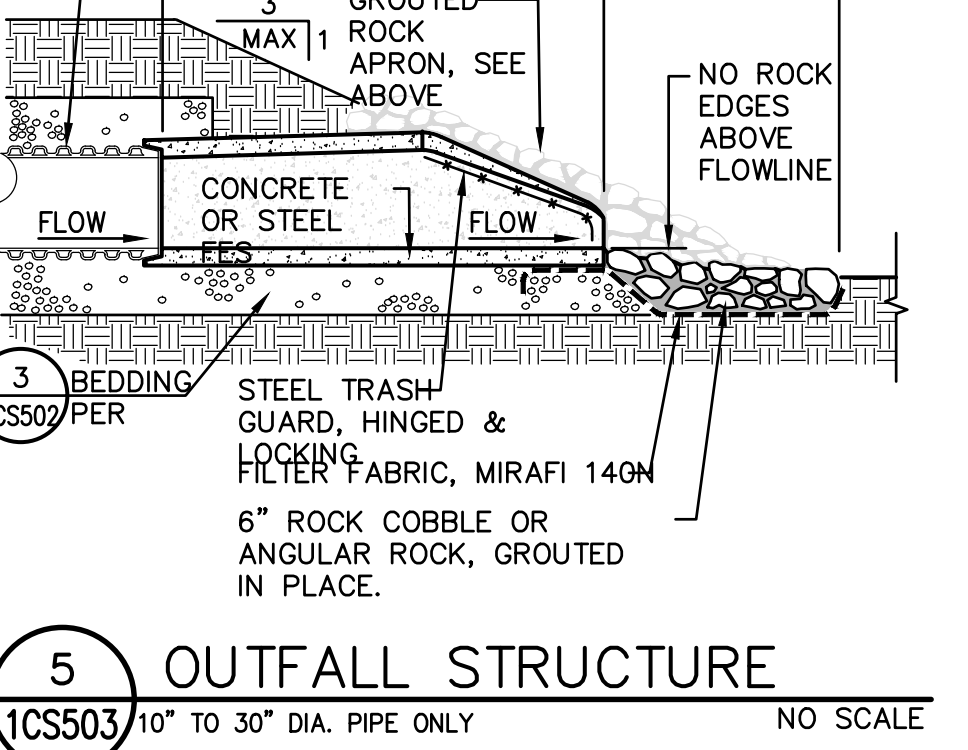 3
MAX 1
GROUTED
ROCK
APRON, SEE
ABOVE
NO ROCK
EDGES
ABOVE
FLOWLINE
CONCRETE
OR STEEL
FES
FLOW
FLOW
3
CS502
BEDDING
PER
STEEL TRASH
GUARD, HINGED &
LOCKING
FILTER FABRIC, MIRAFI 140N
6" ROCK COBBLE OR
ANGULAR ROCK, GROUTED
IN PLACE.
5
1CS503
OUTFALL STRUCTURE
10" TO 30" DIA. PIPE ONLY
NO SCALE